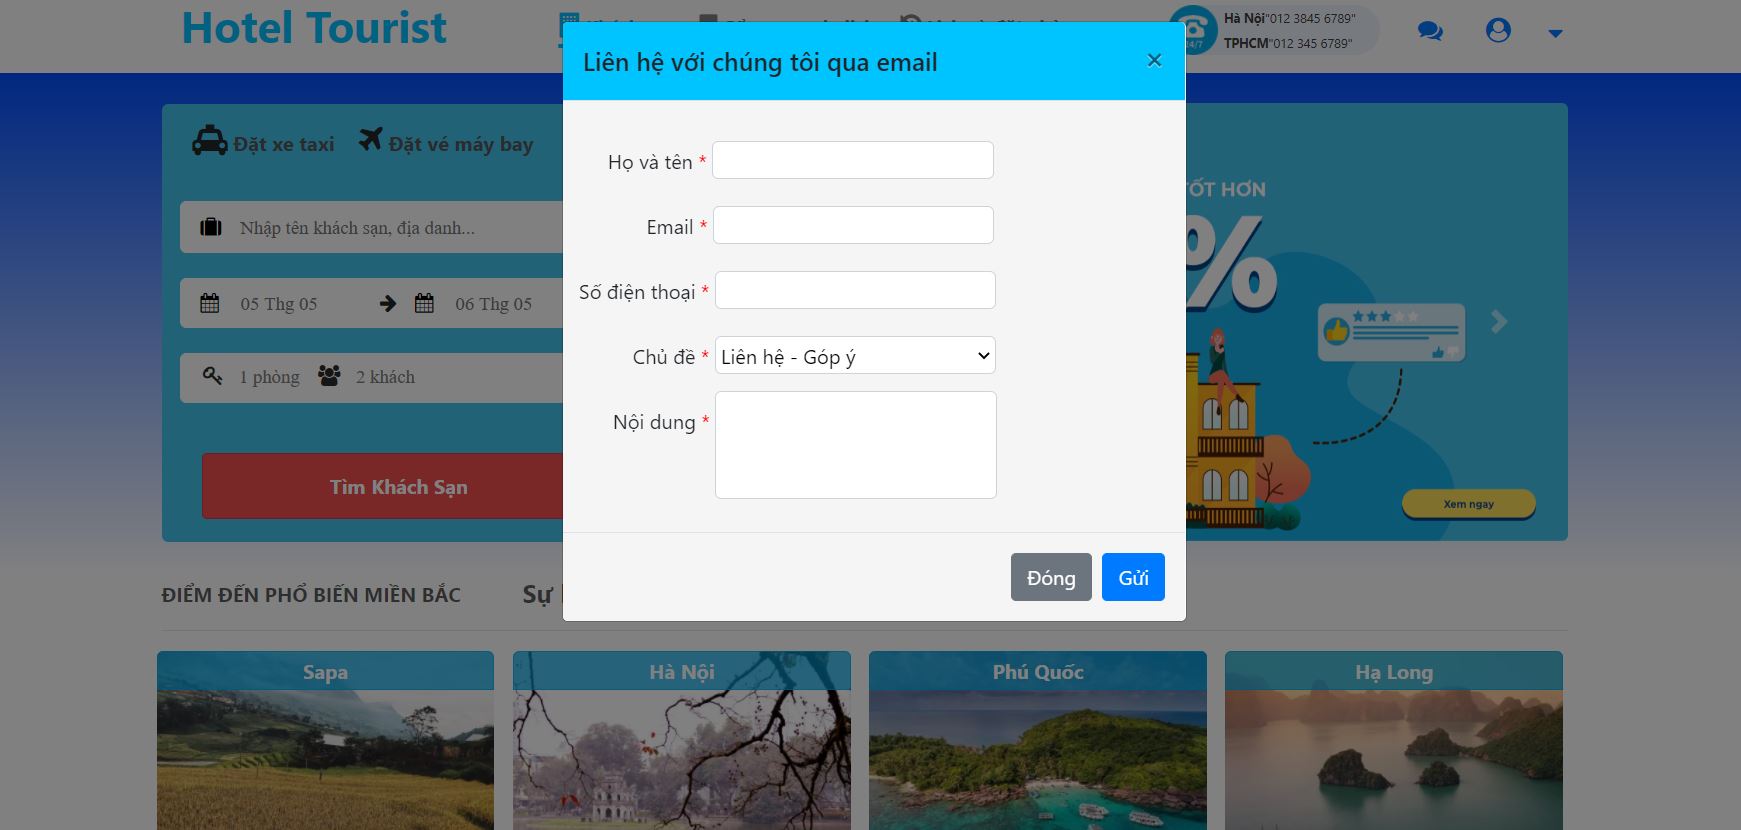 Hotel Tourist
Hà Nội"012 3845 6789"
24/7
TPHCM"012 345 6789"
Liên hệ với chúng tôi qua email
×
Đặt xe taxi
Đặt vé máy bay
Họ và tên *
TỐT HƠN
Nhập tên khách sạn, địa danh...
Email *
%
05 Thg 05
06 Thg 05
Số điện thoại *
1 phòng
2 khách
Chủ đề *
Liên hệ - Góp ý
Nội dung *
Tìm Khách Sạn
Xem ngay
Đóng
Gửi
ĐIỂM ĐẾN PHỔ BIẾN MIỀN BẮC
Sự
Sapa
Hà Nội
Phú Quốc
Hạ Long